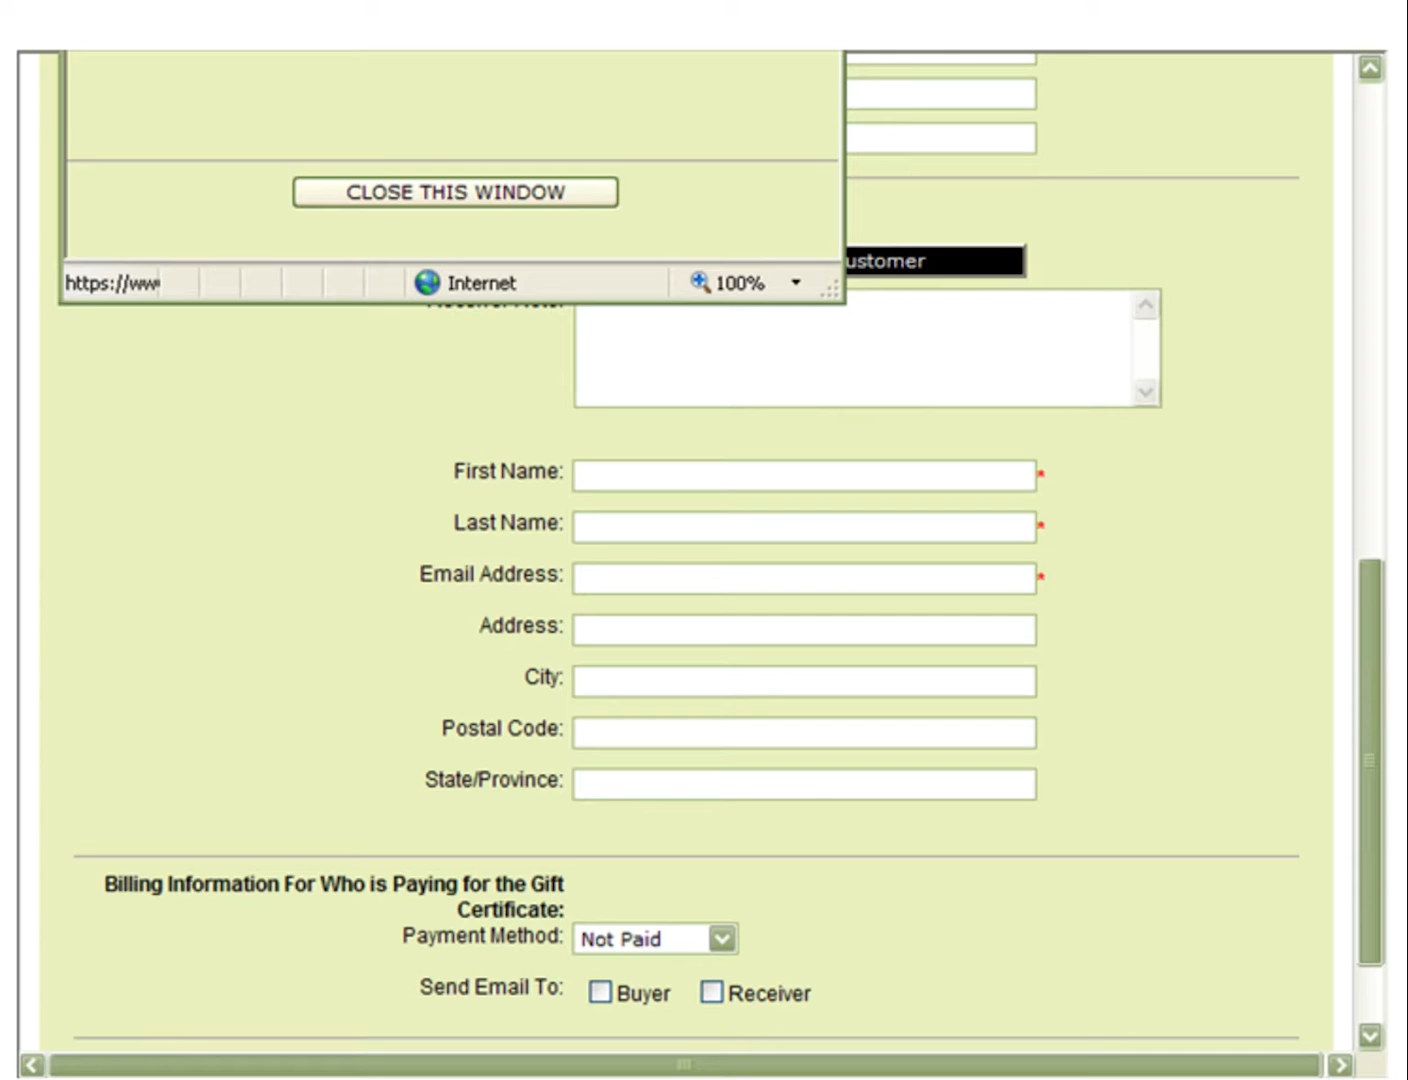 CLOSE THIS WINDOW
ustomer
https://www
Internet
100%
First Name: *
Last Name: *
Email Address: *
Address:
City:
Postal Code:
State/Province:
Billing Information For Who is Paying for the Gift
Certificate:
Payment Method: Not Paid
Send Email To: Buyer Receiver